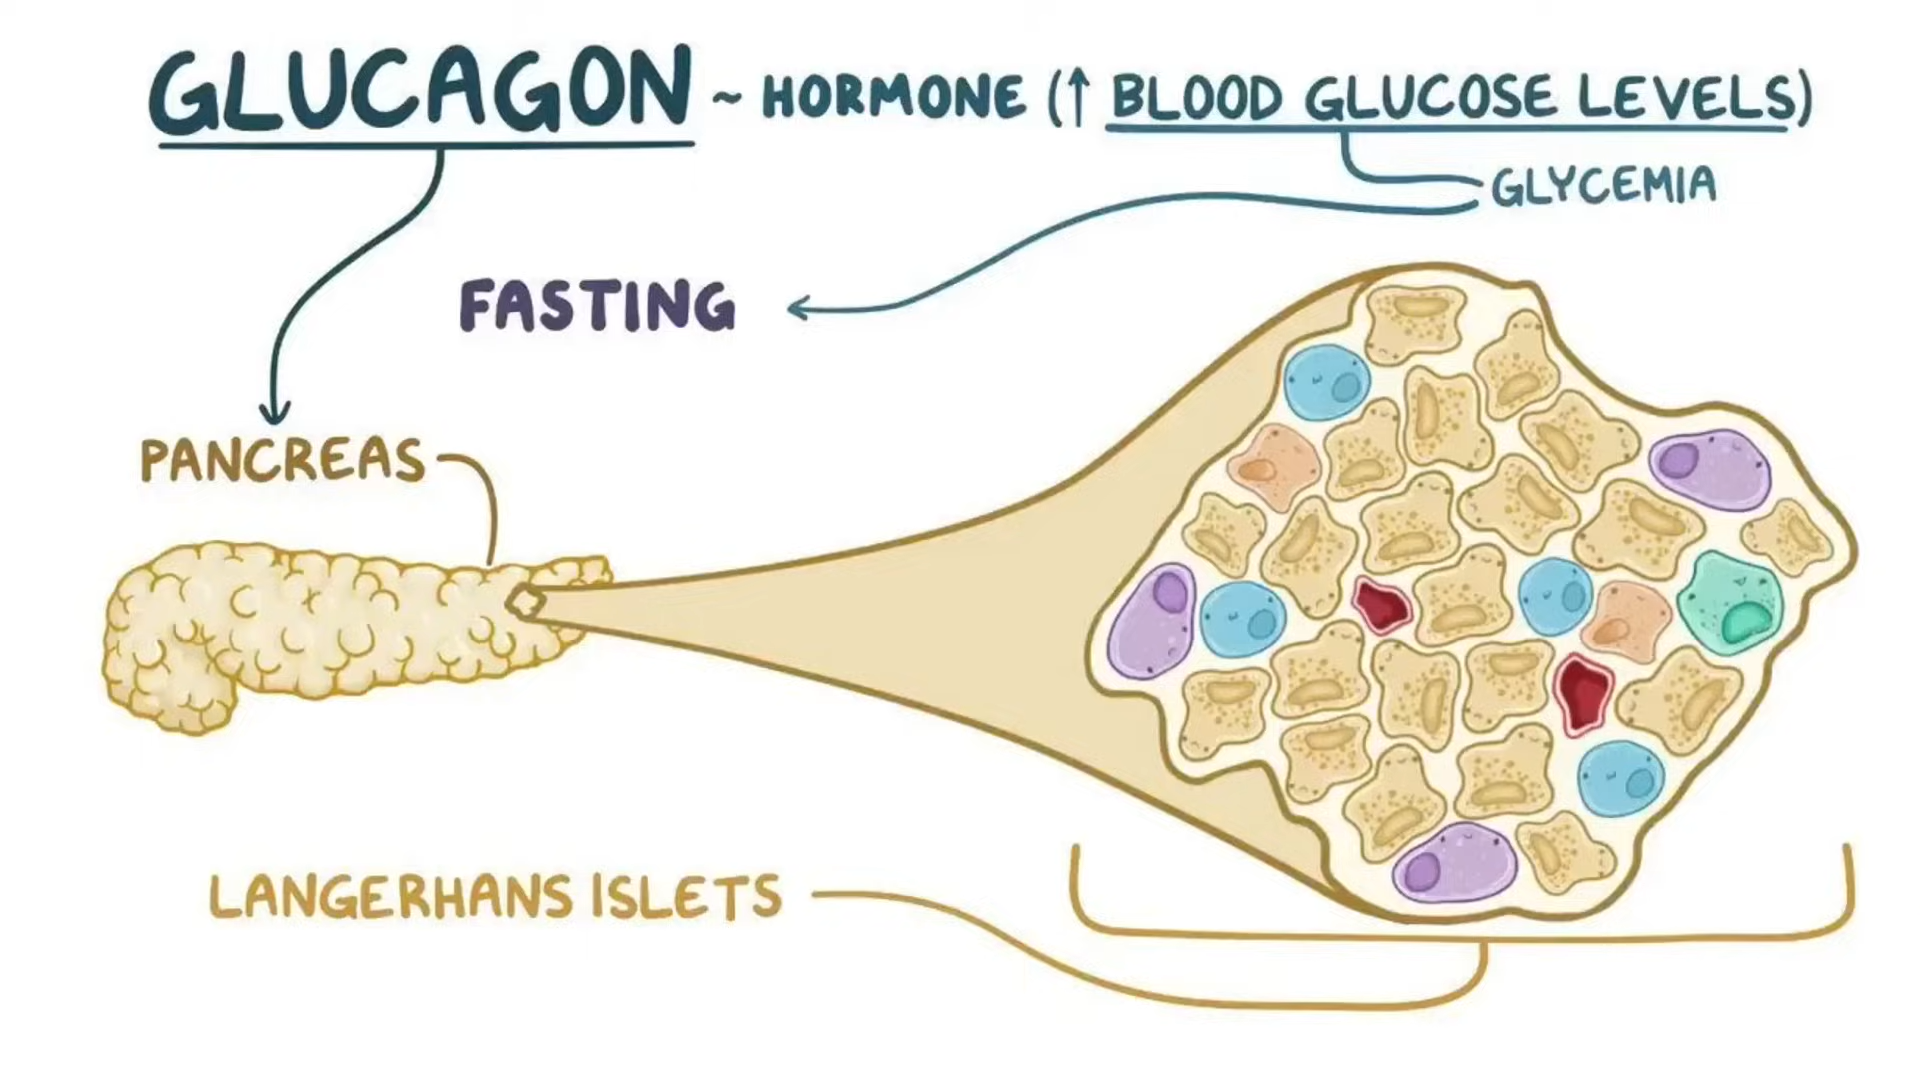 GLUCAGON ~ HORMONE (↑ BLOOD GLUCOSE LEVELS)
GLYCEMIA
FASTING
PANCREAS
LANGERHANS ISLETS